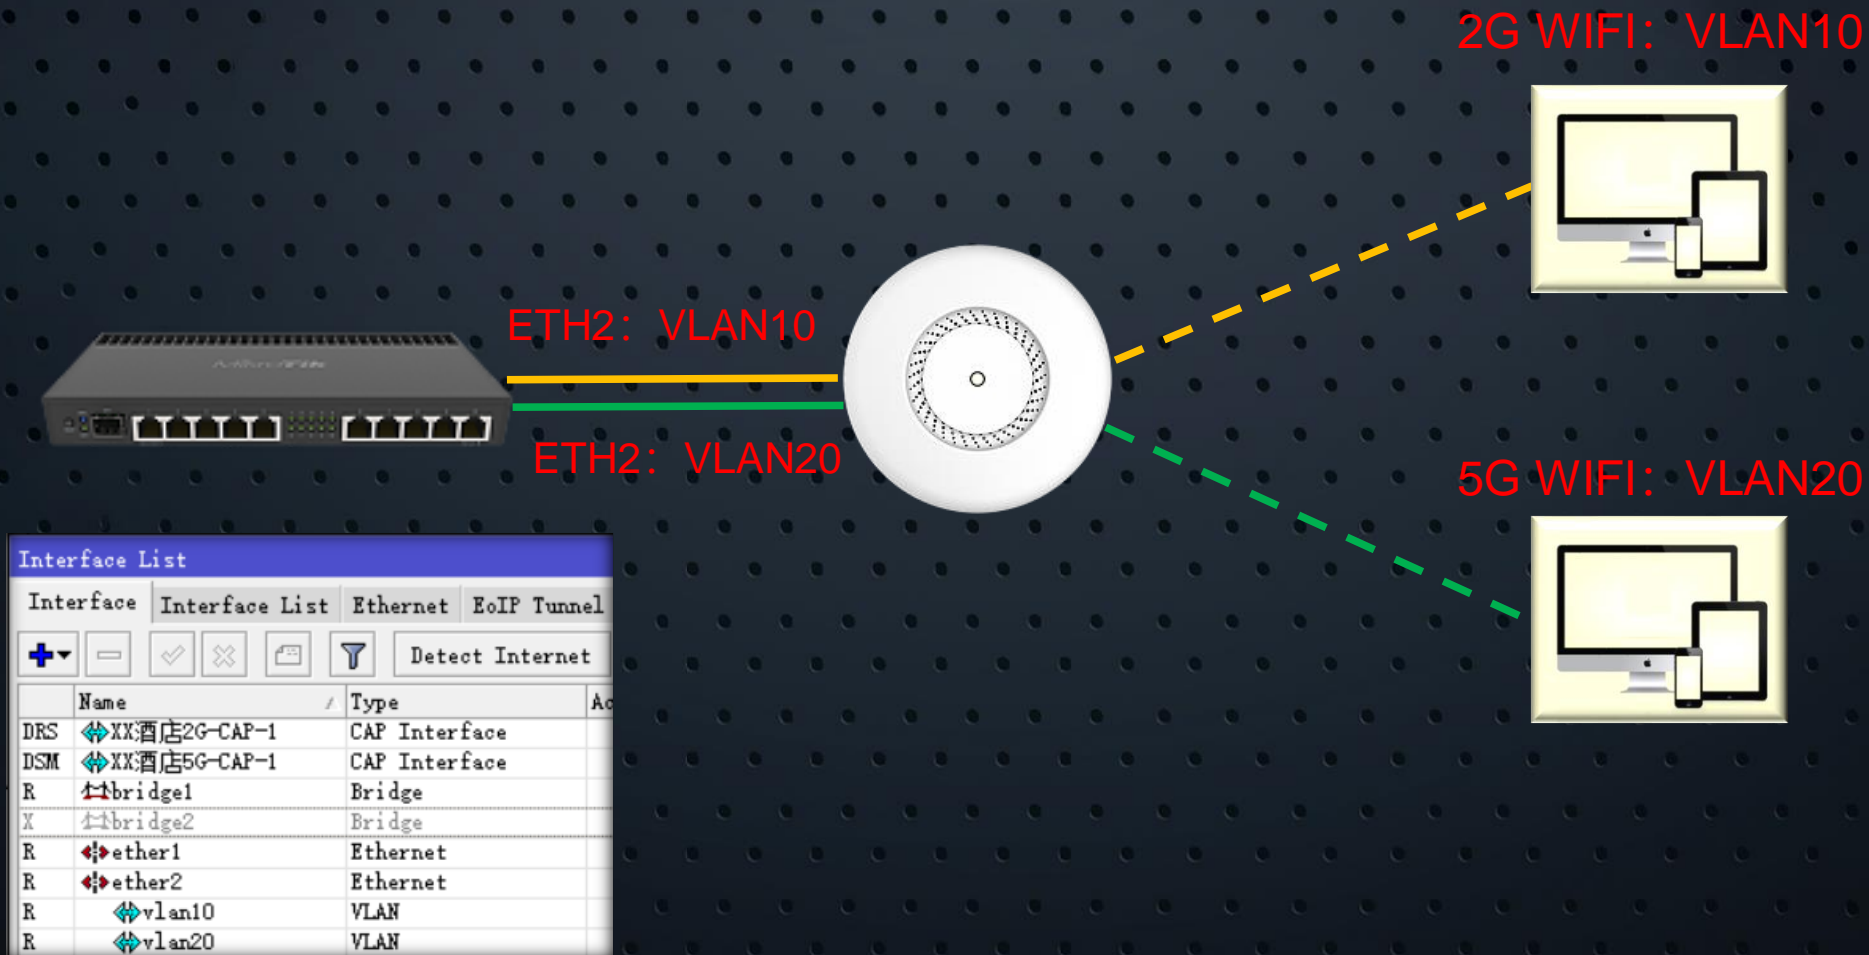 2G WIFI：VLAN10
ETH2：VLAN10
ETH2：VLAN20
5G WIFI：VLAN20
MikroTik
Interface List
Interface Interface List Ethernet EoIP Tunnel
Detect Internet
Name Type Ac
DRS XX酒店2G-CAP-1 CAP Interface
DSM XX酒店5G-CAP-1 CAP Interface
R bridge1 Bridge
X bridge2 Bridge
R ether1 Ethernet
R ether2 Ethernet
R vlan10 VLAN
R vlan20 VLAN